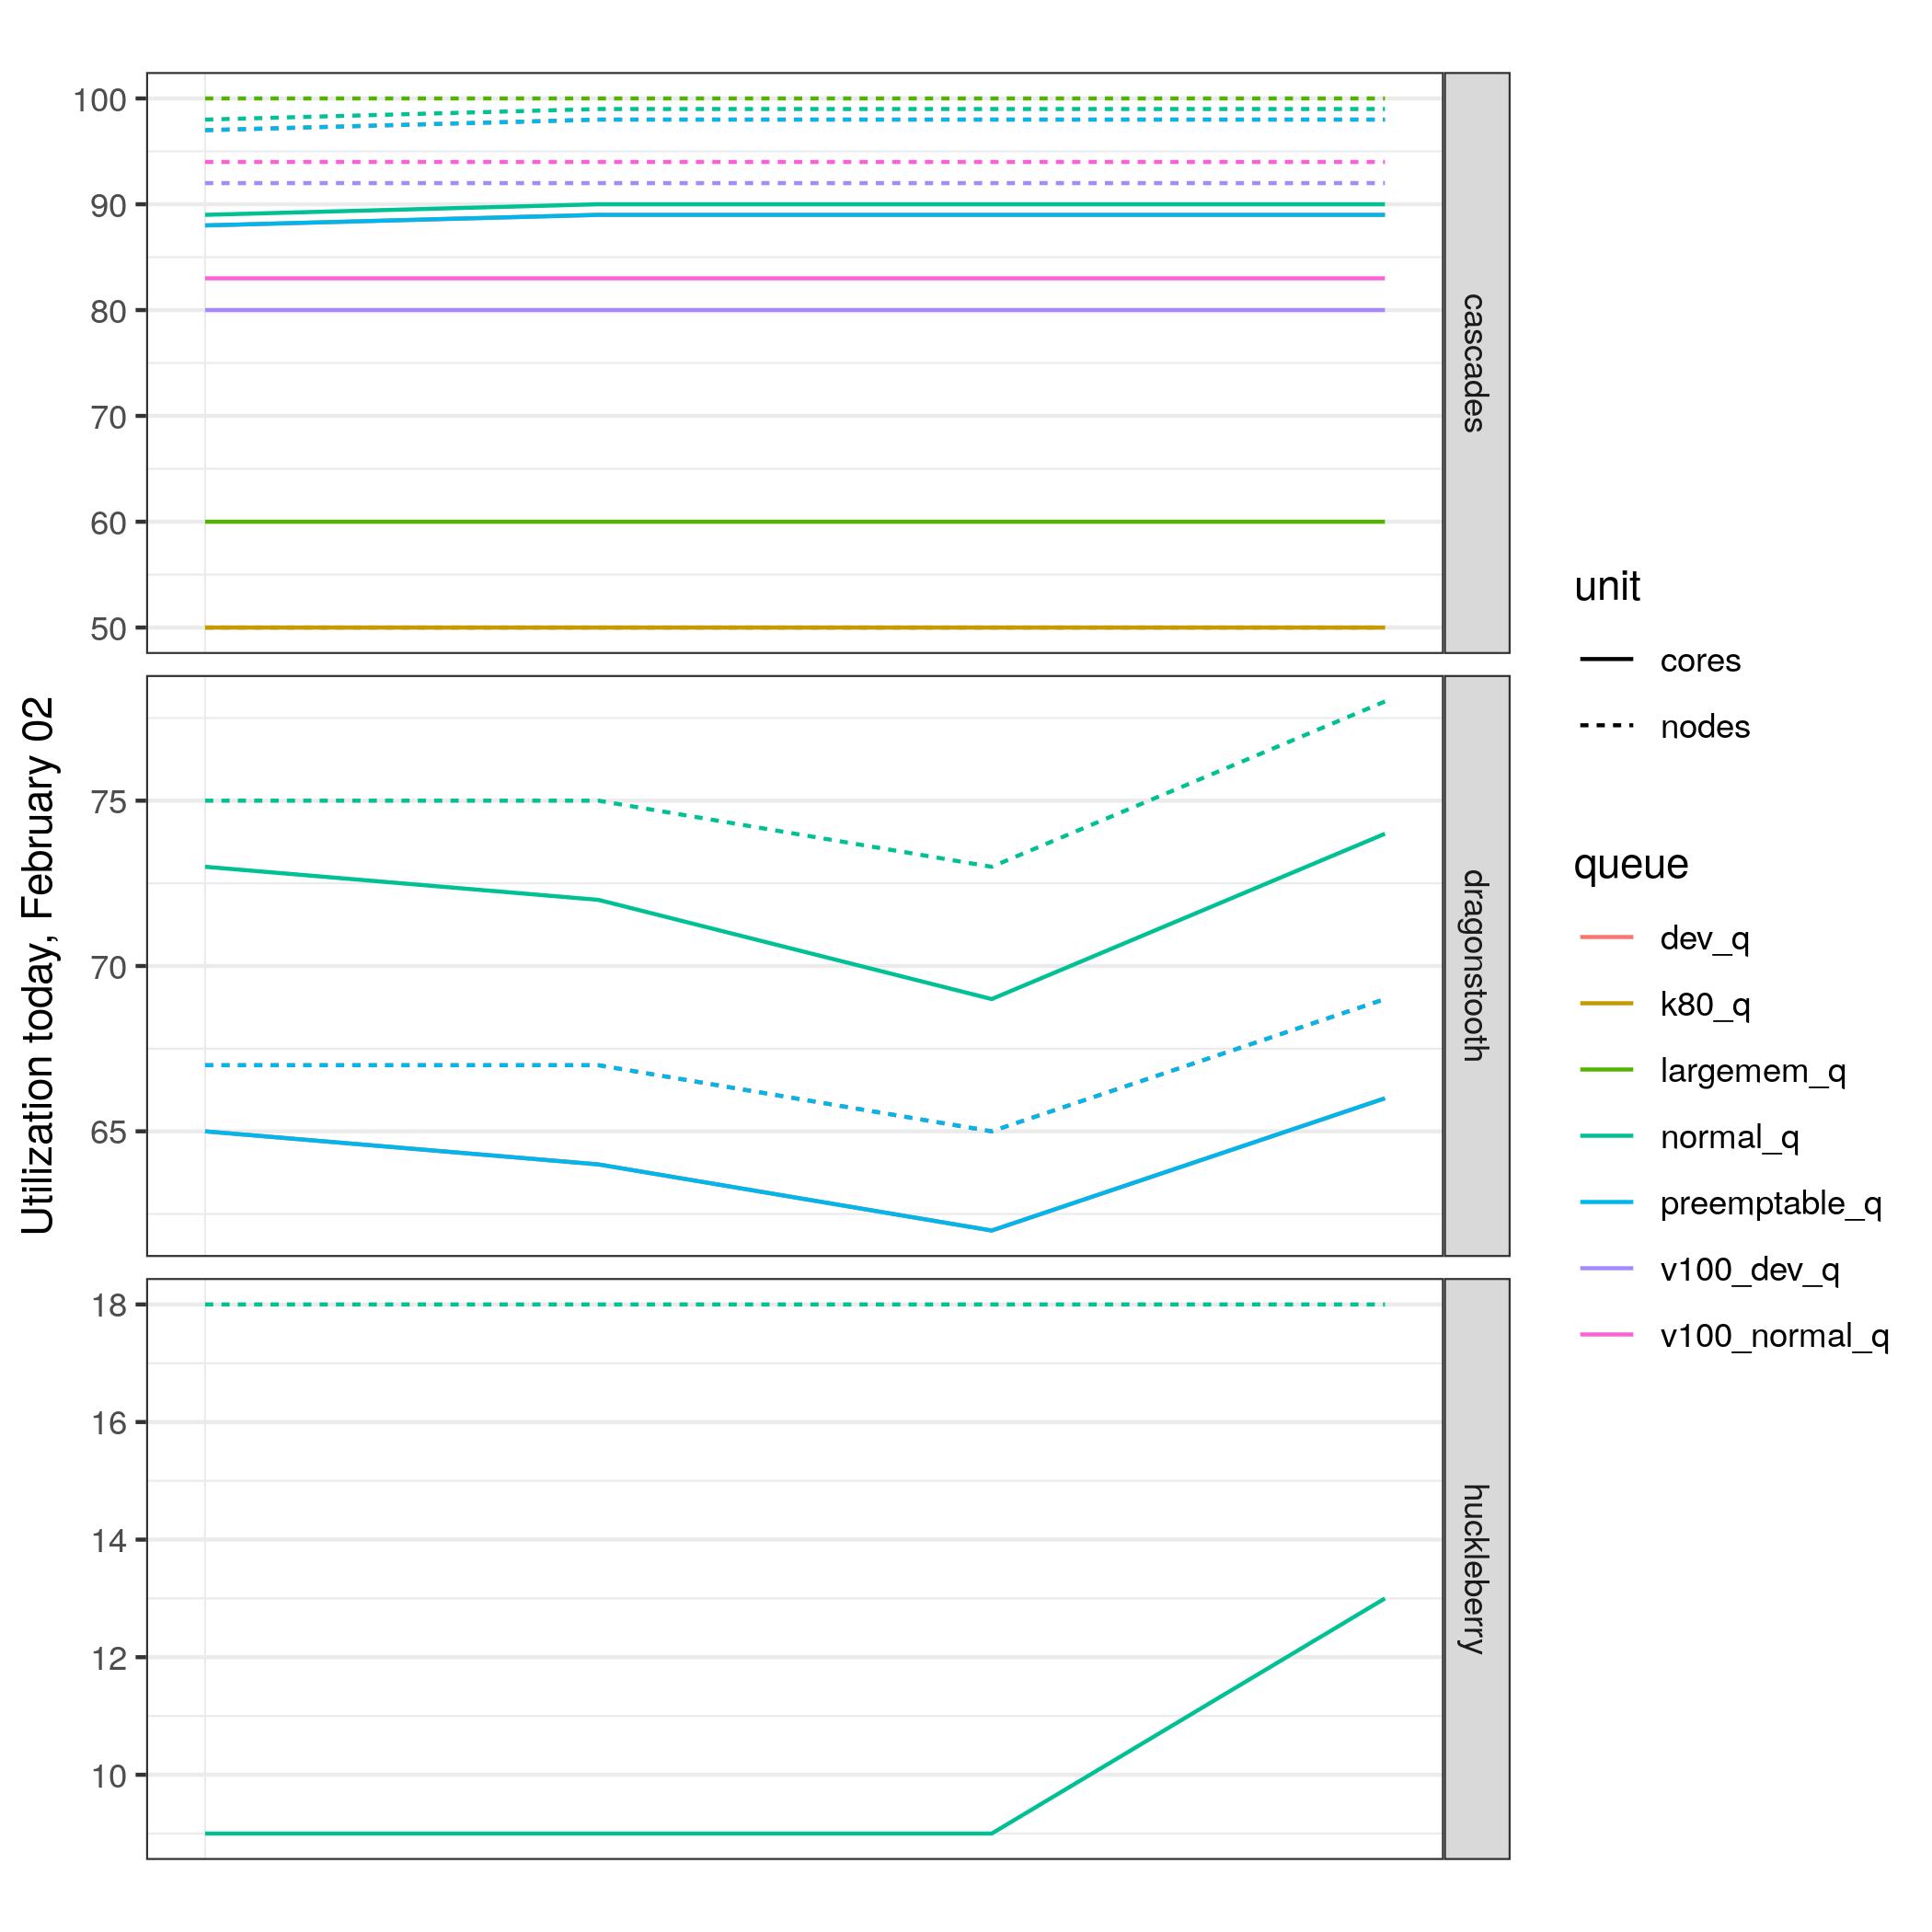 Utilization today, February 02
100
90
80
70
60
50
cascades
75
70
65
dragonstooth
18
16
14
12
10
huckleberry
unit
cores
nodes
queue
dev_q
k80_q
largemem_q
normal_q
preemptable_q
v100_dev_q
v100_normal_q